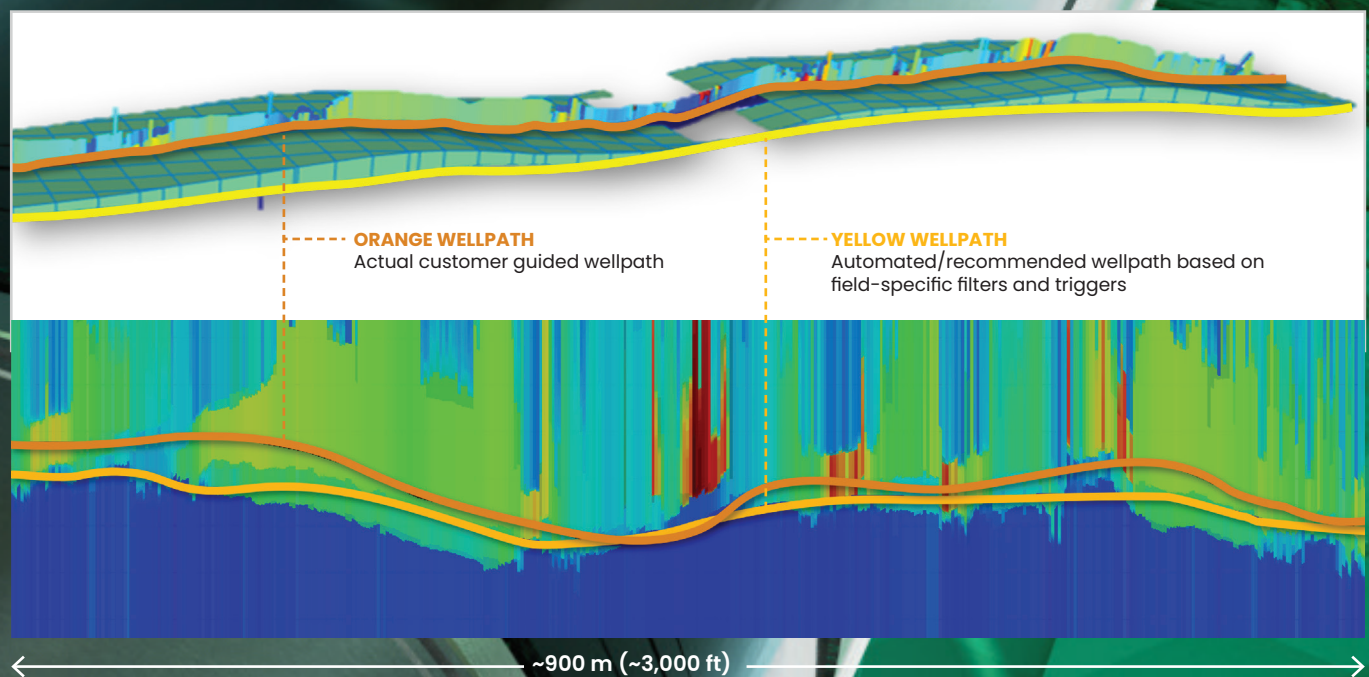 ORANGE WELLPATH
Actual customer guided wellpath
YELLOW WELLPATH
Automated/recommended wellpath based on
field-specific filters and triggers
~900 m (~3,000 ft)